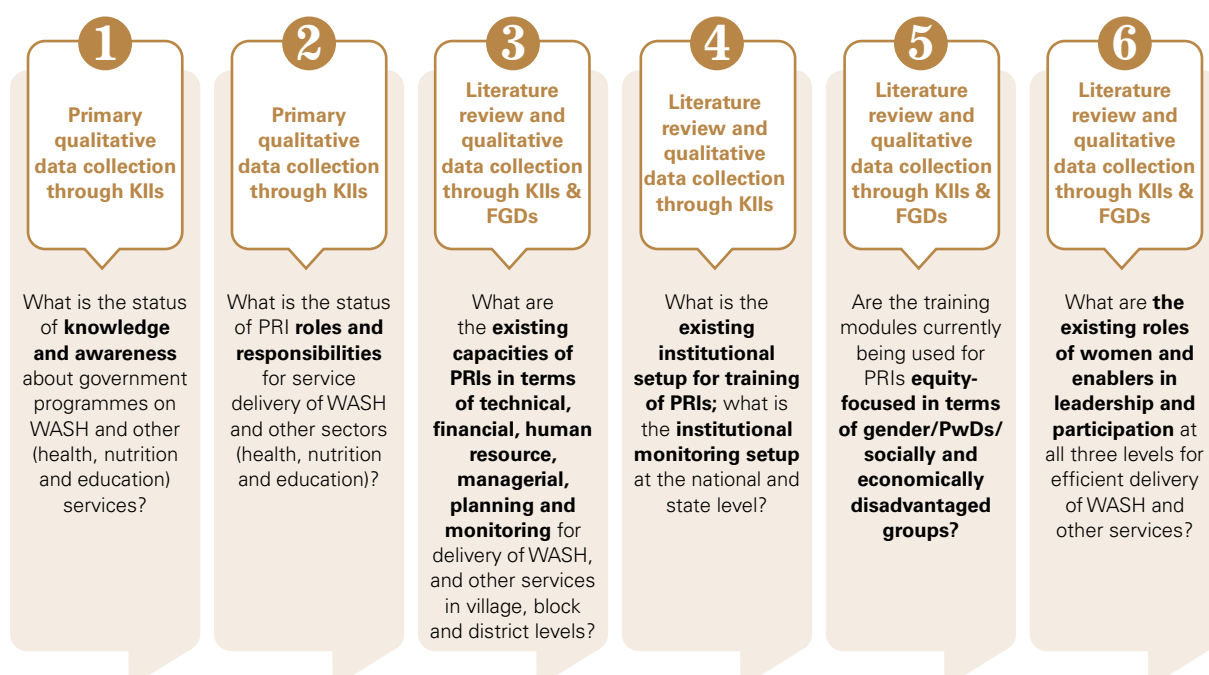 1
Primary
qualitative
data collection
through KIIs
What is the status
of knowledge
and awareness
about government
programmes on
WASH and other
(health, nutrition
and education)
services?
2
Primary
qualitative
data collection
through KIIs
What is the status
of PRI roles and
responsibilities
for service
delivery of WASH
and other sectors
(health, nutrition
and education)?
3
Literature
review and
qualitative
data collection
through KIIs &
FGDs
What are
the existing
capacities of
PRIs in terms
of technical,
financial, human
resource,
managerial,
planning and
monitoring for
delivery of WASH,
and other services
in village, block
and district levels?
4
Literature
review and
qualitative
data collection
through KIIs
What is the
existing
institutional
setup for training
of PRIs; what is
the institutional
monitoring setup
at the national and
state level?
5
Literature
review and
qualitative
data collection
through KIIs &
FGDs
Are the training
modules currently
being used for
PRIs equity-
focused in terms
of gender/PwDs/
socially and
economically
disadvantaged
groups?
6
Literature
review and
qualitative
data collection
through KIIs &
FGDs
What are the
existing roles
of women and
enablers in
leadership and
participation at
all three levels for
efficient delivery
of WASH and
other services?